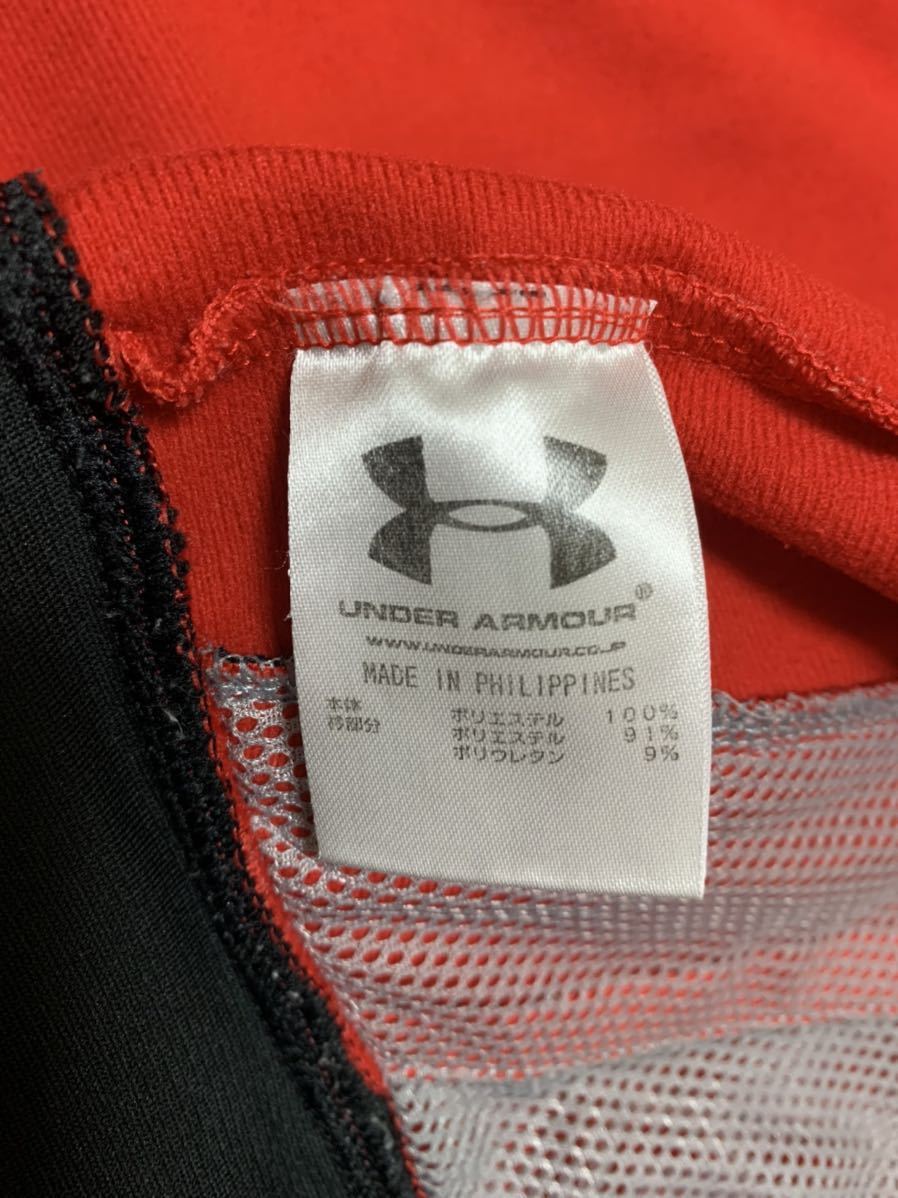 UNDER ARMOUR®
WWW.UNDERARMOUR.CO.JP
MADE IN PHILIPPINES
本体 ポリエステル 100%
衿部分 ポリエステル 91%
ポリウレタン 9%